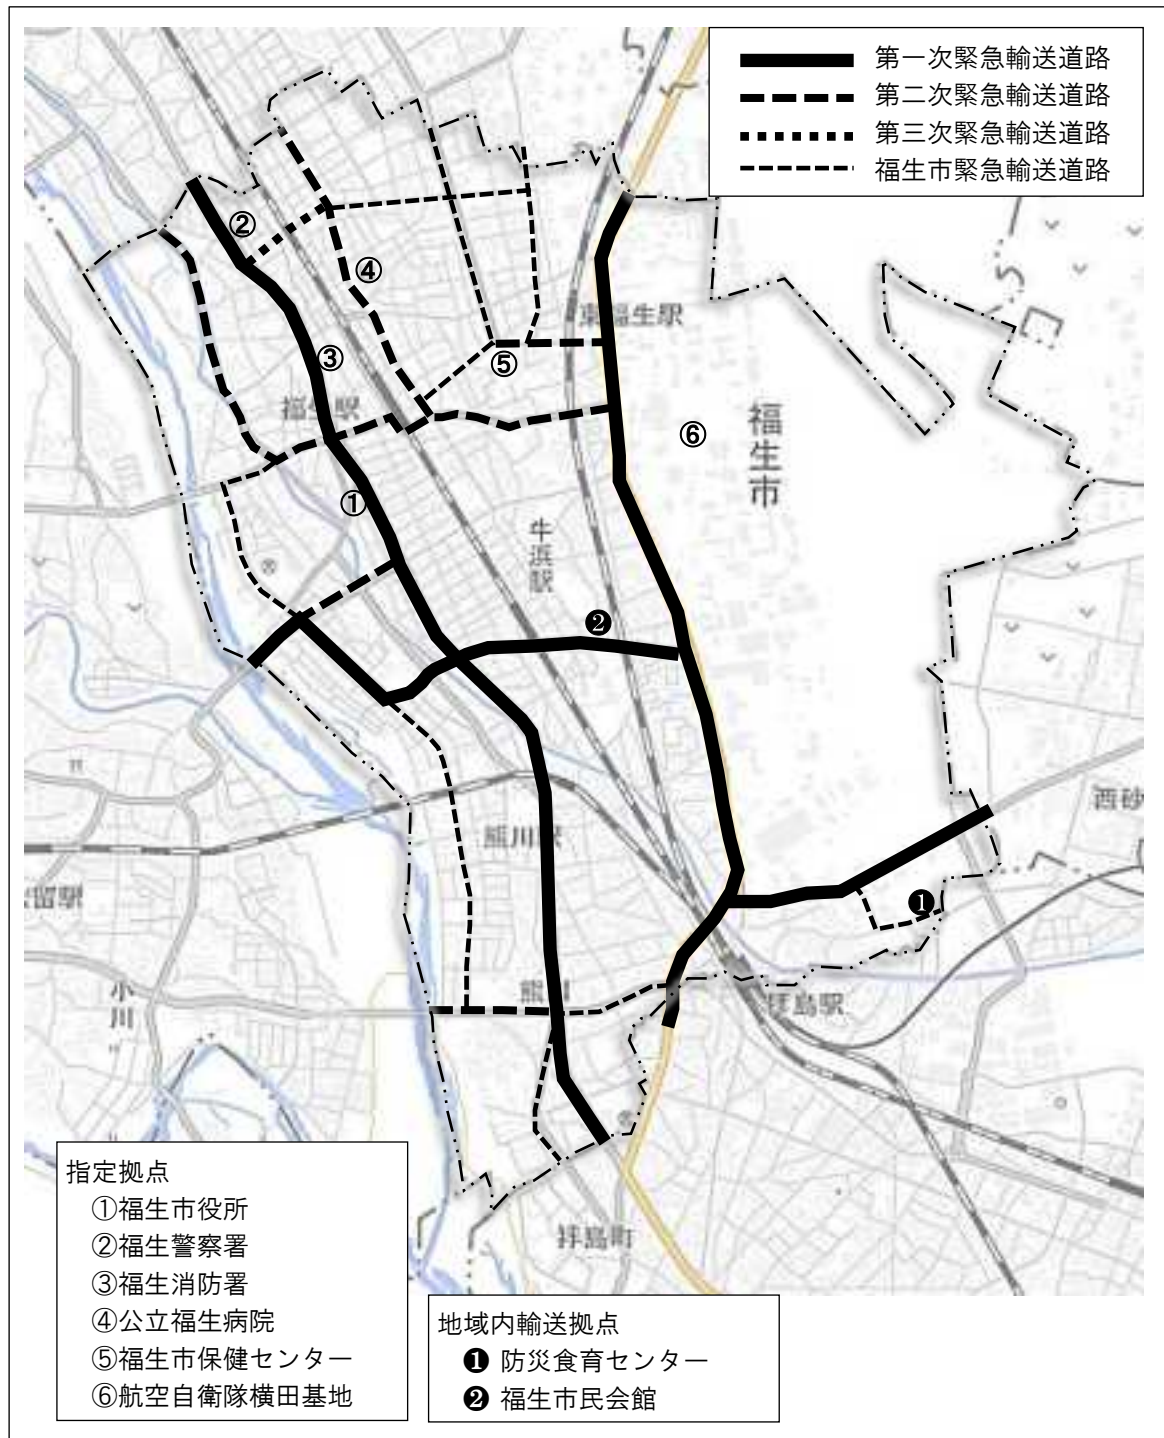 第一次緊急輸送道路
第二次緊急輸送道路
第三次緊急輸送道路
福生市緊急輸送道路
②
④
東福生駅
③
⑤
福生駅
⑥
福生市
①
牛浜駅
❷
西砂
熊川駅
留駅
❶
熊川
小川
拝島駅
拝島町
指定拠点
①福生市役所
②福生警察署
③福生消防署
④公立福生病院
⑤福生市保健センター
⑥航空自衛隊横田基地
地域内輸送拠点
❶ 防災食育センター
❷ 福生市民会館